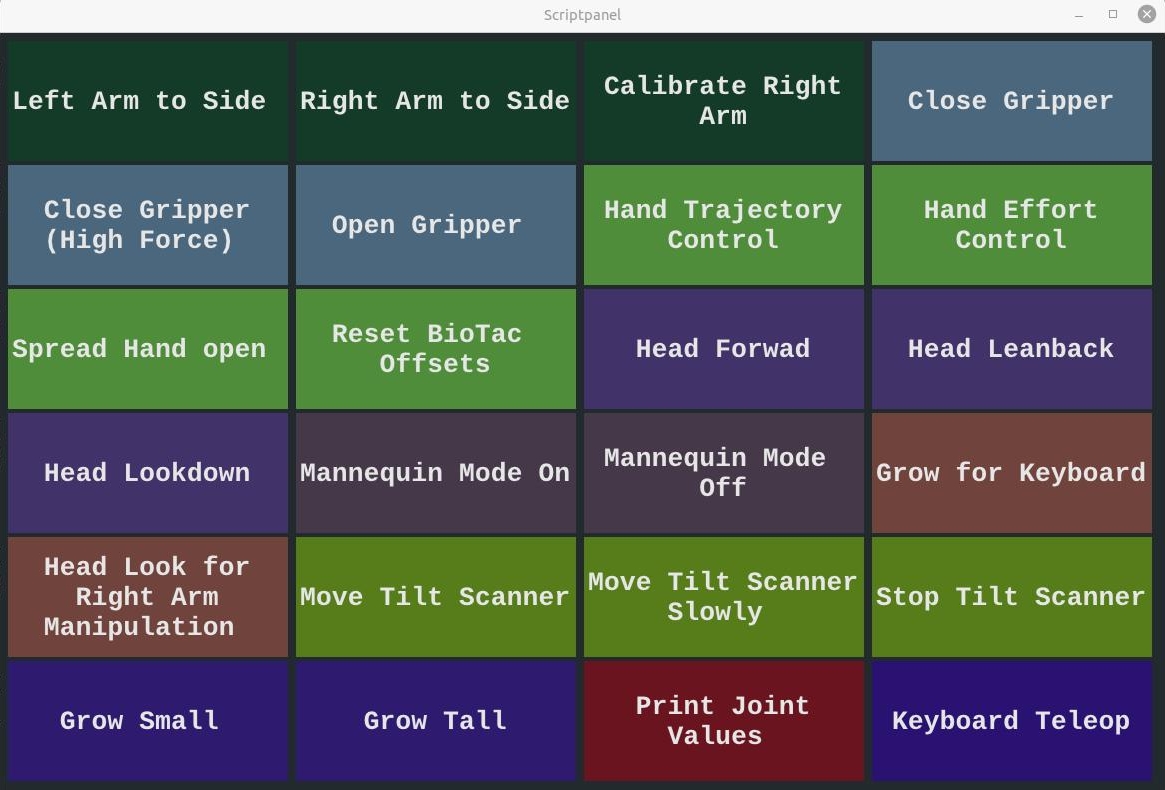 Scriptpanel
Left Arm to Side
Right Arm to Side
Calibrate Right
Arm
Close Gripper
Close Gripper
(High Force)
Open Gripper
Hand Trajectory
Control
Hand Effort
Control
Spread Hand open
Reset BioTac
Offsets
Head Forwad
Head Leanback
Head Lookdown
Mannequin Mode On
Mannequin Mode
Off
Grow for Keyboard
Head Look for
Right Arm
Manipulation
Move Tilt Scanner
Move Tilt Scanner
Slowly
Stop Tilt Scanner
Grow Small
Grow Tall
Print Joint
Values
Keyboard Teleop